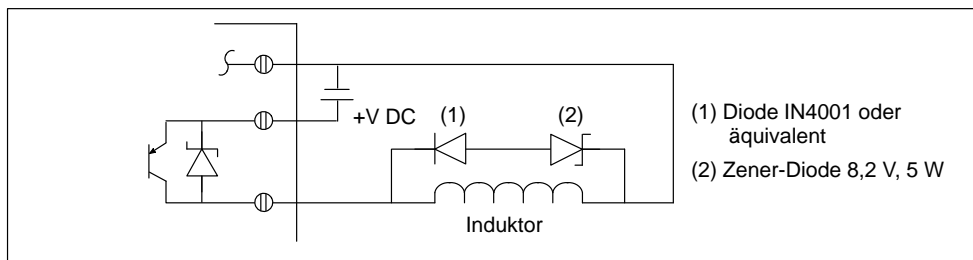 +V DC
(1)
(2)
Induktor
(1) Diode IN4001 oder
äquivalent
(2) Zener-Diode 8,2 V, 5 W